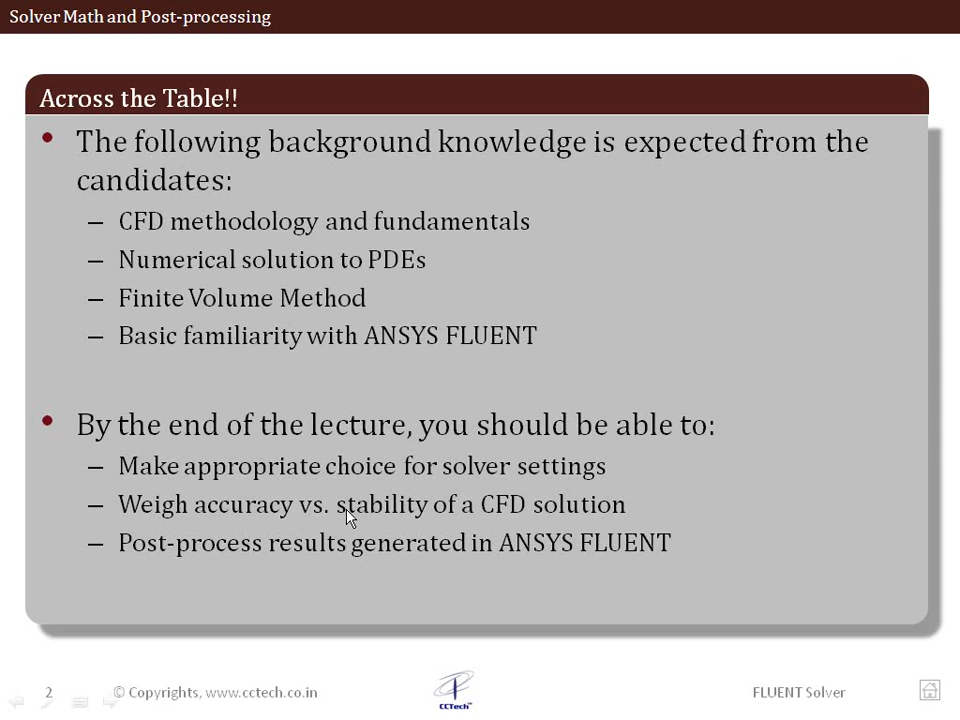 Solver Math and Post-processing
Across the Table!!
• The following background knowledge is expected from the
candidates:
– CFD methodology and fundamentals
– Numerical solution to PDEs
– Finite Volume Method
– Basic familiarity with ANSYS FLUENT
• By the end of the lecture, you should be able to:
– Make appropriate choice for solver settings
– Weigh accuracy vs. stability of a CFD solution
– Post-process results generated in ANSYS FLUENT
2
© Copyrights, www.cctech.co.in
CCTech™
FLUENT Solver